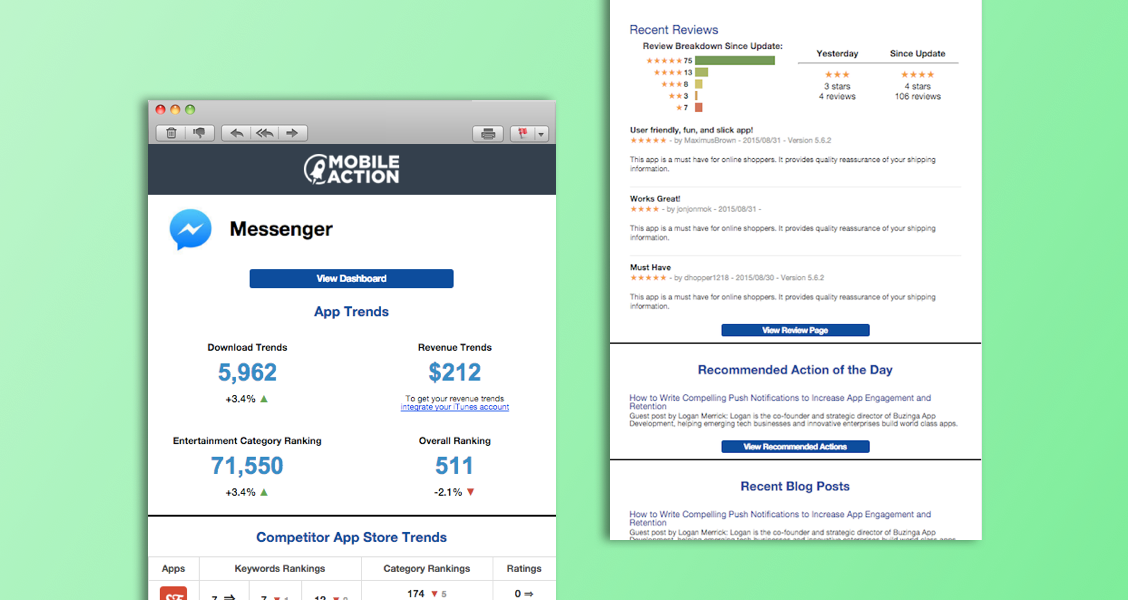 MOBILE
ACTION
Messenger
View Dashboard
App Trends
Download Trends
5,962
+3.4%
Revenue Trends
$212
To get your revenue trends
integrate your iTunes account
Entertainment Category Ranking
71,550
+3.4%
Overall Ranking
511
-2.1%
Competitor App Store Trends
Apps Keywords Rankings Category Rankings Ratings
174 5
0
Recent Reviews
Review Breakdown Since Update:
75
13
8
3
7
Yesterday Since Update
3 stars 4 stars
4 reviews 106 reviews
User friendly, fun, and slick app!
- by MaximusBrown - 2015/08/31 - Version 5.6.2
This app is a must have for online shoppers. It provides quality reassurance of your shipping
information.
Works Great!
- by jonjonmok - 2015/08/31 -
This app is a must have for online shoppers. It provides quality reassurance of your shipping
information.
Must Have
- by dhopper1218 - 2015/08/30 - Version 5.6.2
This app is a must have for online shoppers. It provides quality reassurance of your shipping
information.
View Review Page
Recommended Action of the Day
How to Write Compelling Push Notifications to Increase App Engagement and
Retention
Guest post by Logan Merrick: Logan is the co-founder and strategic director of Buzinga App
Development, helping emerging tech businesses and innovative enterprises build world class apps.
View Recommended Actions
Recent Blog Posts
How to Write Compelling Push Notifications to Increase App Engagement and
Retention
Guest post by Logan Merrick: Logan is the co-founder and strategic director of Buzinga App
Development, helping emerging tech businesses and innovative enterprises build world class apps.